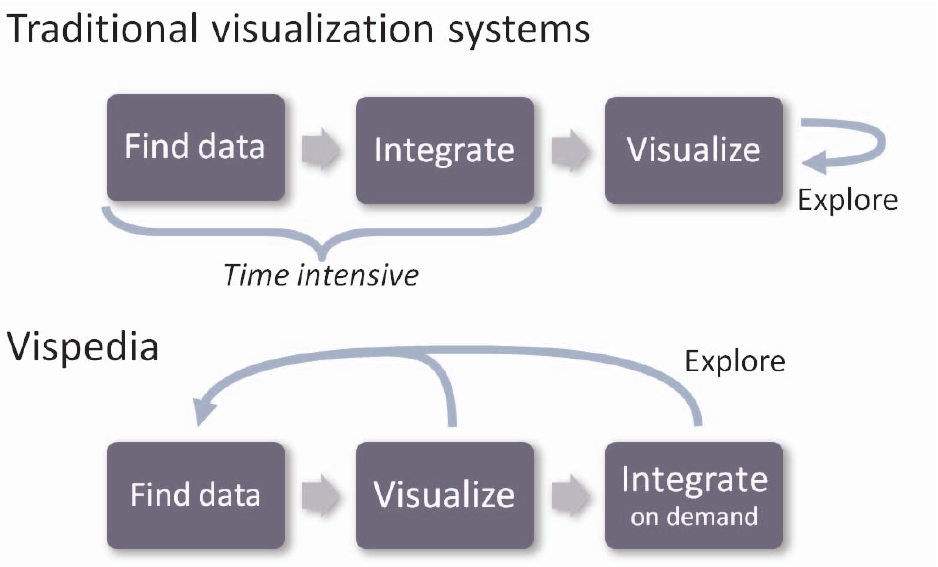 Traditional visualization systems
Find data
Integrate
Visualize
Explore
Time intensive
Vispedia
Explore
Find data
Visualize
Integrate
on demand